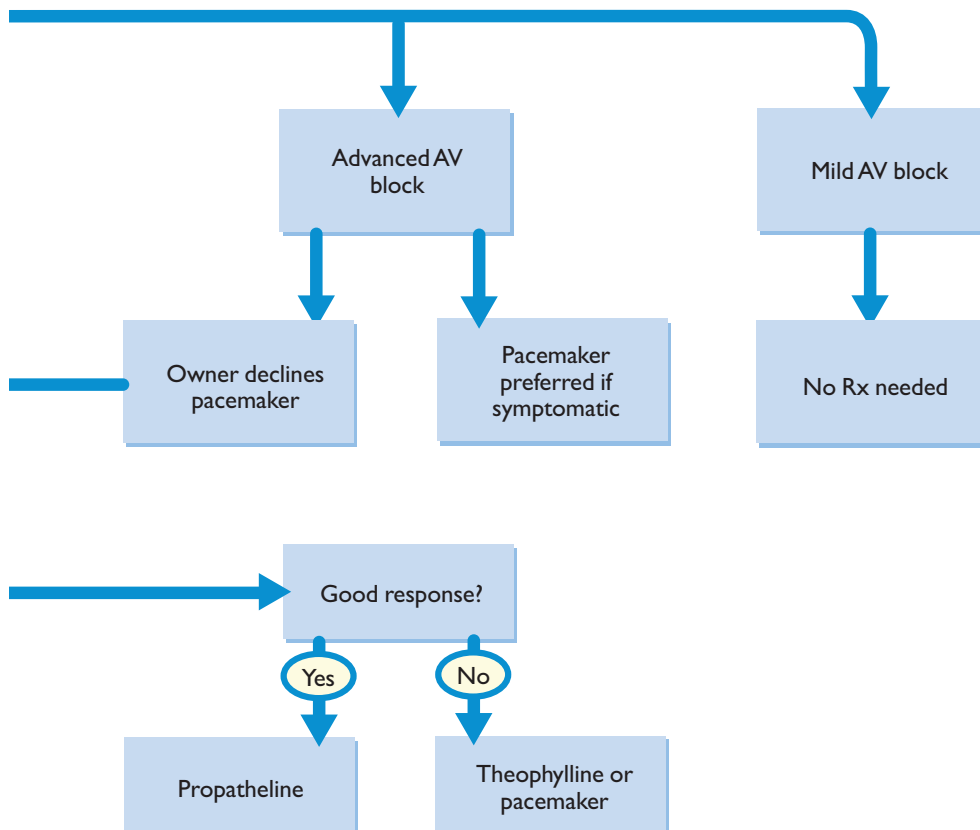 Advanced AV
block
Mild AV block
Owner declines
pacemaker
Pacemaker
preferred if
symptomatic
No Rx needed
Good response?
Yes
No
Propatheline
Theophylline or
pacemaker